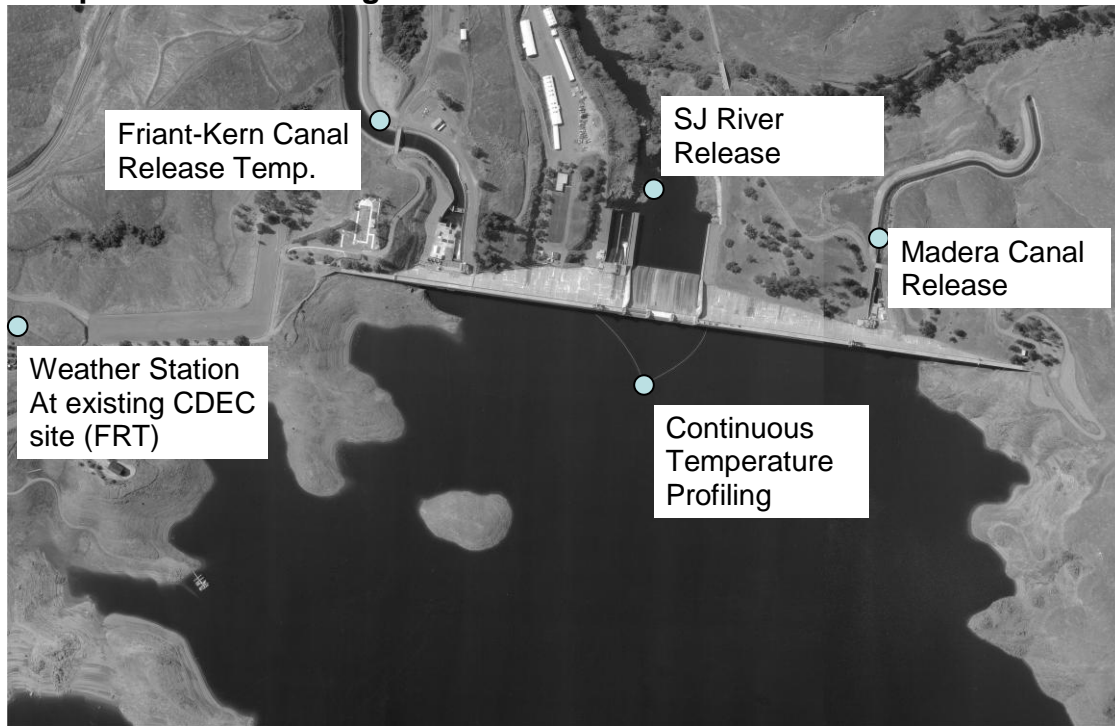 Friant-Kern Canal
Release Temp.
SJ River
Release
Madera Canal
Release
Weather Station
At existing CDEC
site (FRT)
Continuous
Temperature
Profiling